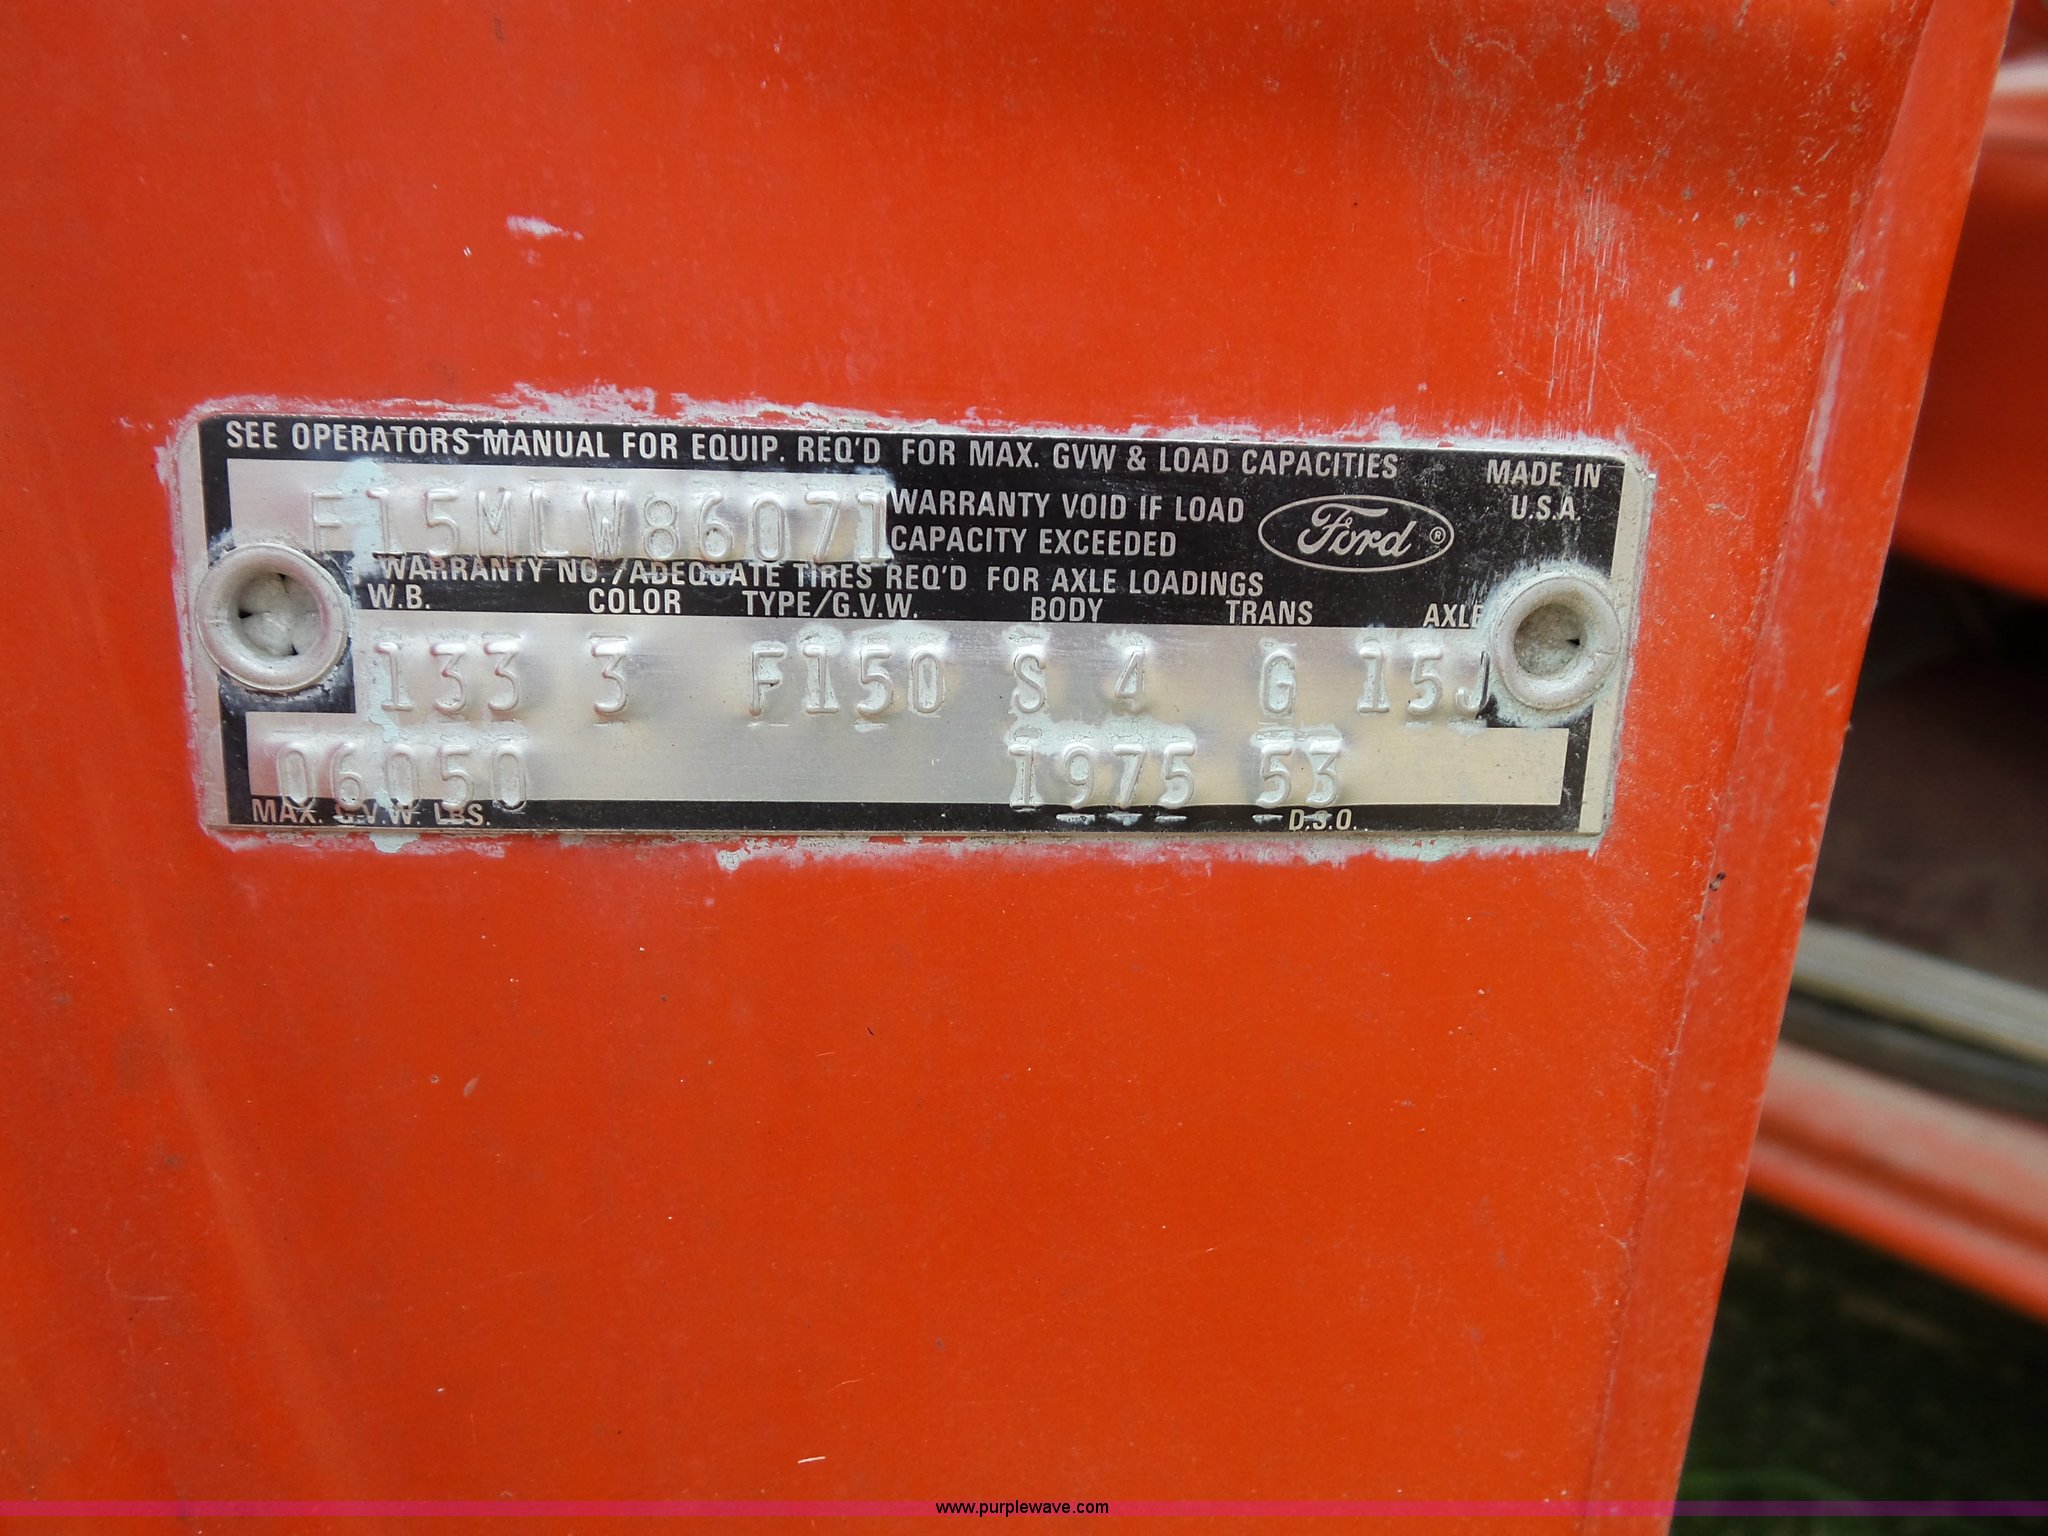 SEE OPERATORS MANUAL FOR EQUIP. REQ'D FOR MAX. GVW & LOAD CAPACITIES
MADE IN
U.S.A.
F15MLW86071
WARRANTY VOID IF LOAD
CAPACITY EXCEEDED
Ford ®
WARRANTY NO./ADEQUATE TIRES REQ'D FOR AXLE LOADINGS
W.B. COLOR TYPE/G.V.W. BODY TRANS AXLE
133 3 F150 S 4 G 15J
06050 1975 53
MAX. G.V.W. LBS. D.S.O.
www.purplewave.com